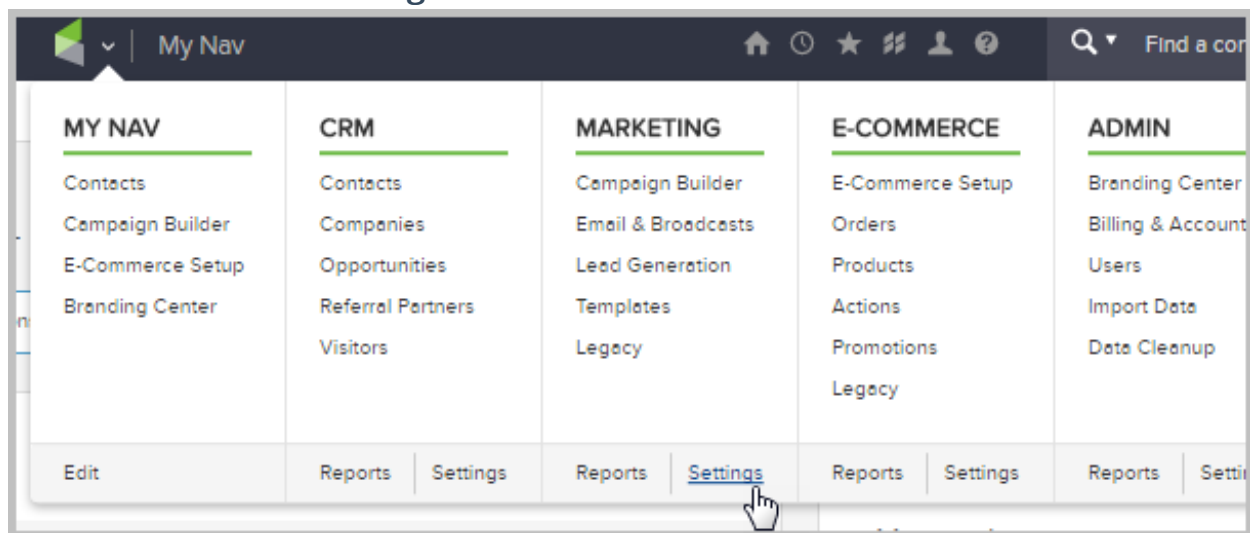 My Nav
Find a con
MY NAV
Contacts
Campaign Builder
E-Commerce Setup
Branding Center
Edit
CRM
Contacts
Companies
Opportunities
Referral Partners
Visitors
Reports Settings
MARKETING
Campaign Builder
Email & Broadcasts
Lead Generation
Templates
Legacy
Reports Settings
E-COMMERCE
E-Commerce Setup
Orders
Products
Actions
Promotions
Legacy
Reports Settings
ADMIN
Branding Center
Billing & Account
Users
Import Data
Data Cleanup
Reports Settin